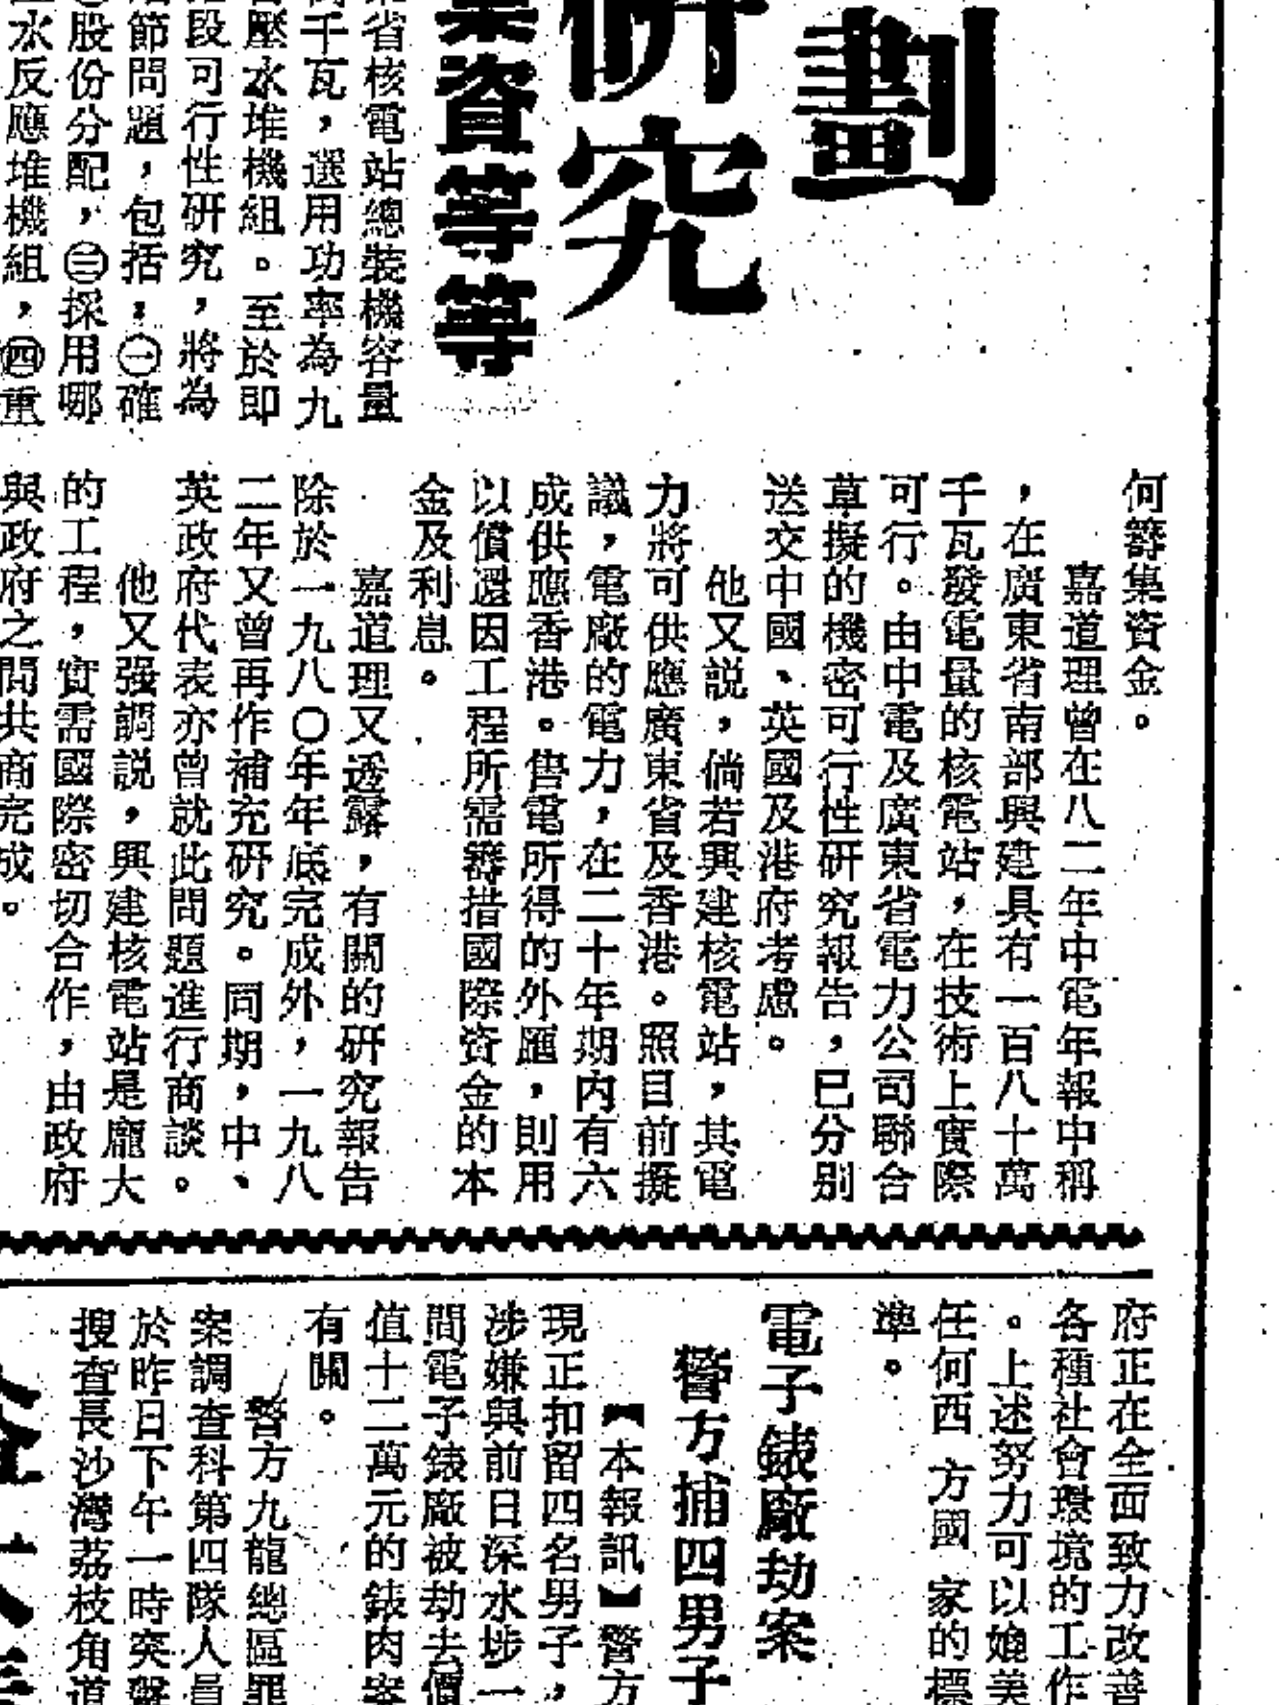 劃
研究
資等等
省核電站總裝機容量
千瓦，選用功率為九
壓水堆機組。至於即
段可行性研究，將為
節問題，包括，㊀確
股份分配，㊂採用哪
水反應堆機組，㊃重
何籌集資金。
嘉道理曾在八二年中電年報中稱
，在廣東省南部興建具有一百八十萬
千瓦發電量的核電站，在技術上實際
可行。由中電及廣東省電力公司聯合
草擬的機密可行性研究報告，已分別
送交中國、英國及港府考慮。
他又說，倘若興建核電站，其電
力將可供應廣東省及香港。照目前擬
議，電廠的電力，在二十年期內有六
成供應香港。售電所得的外匯，則用
以償還因工程所需籌措國際資金的本
金及利息。
嘉道理又透露，有關的研究報告
除於一九八〇年年底完成外，一九八
二年又曾再作補充研究。同期，中、
英政府代表亦曾就此問題進行商談。
他又强調說，興建核電站是龐大
的工程，實需國際密切合作，由政府
與政府之間共商完成。
府正在全面致力改善
各種社會環境的工作
。上述努力可以媲美
任何西方國家的標
準。
電子錶廠劫案
警方捕四男子
【本報訊】警方
現正扣留四名男子，
涉嫌與前日深水埗一
間電子錶廠被劫去價
值十二萬元的錶肉案
有關。
警方九龍總區罪
案調查科第四隊人員
於昨日下午一時突擊
搜查長沙灣荔枝角道